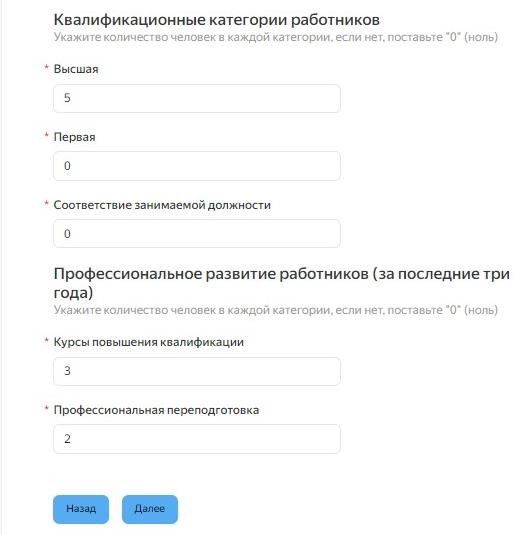 Квалификационные категории работников
Укажите количество человек в каждой категории, если нет, поставьте "0" (ноль)
* Высшая
5
* Первая
0
* Соответствие занимаемой должности
0
Профессиональное развитие работников (за последние три
года)
Укажите количество человек в каждой категории, если нет, поставьте "0" (ноль)
* Курсы повышения квалификации
3
* Профессиональная переподготовка
2
Назад Далее